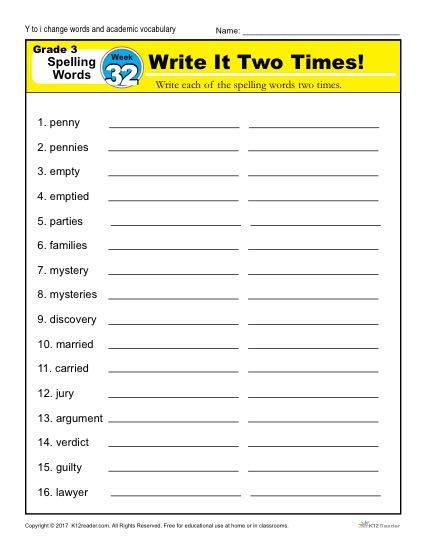 Y to i change words and academic vocabulary
Name:
Grade 3
Spelling
Words
Week
32
Write It Two Times!
Write each of the spelling words two times.
1. penny
2. pennies
3. empty
4. emptied
5. parties
6. families
7. mystery
8. mysteries
9. discovery
10. married
11. carried
12. jury
13. argument
14. verdict
15. guilty
16. lawyer
Copyright © 2017 K12reader.com. All Rights Reserved. Free for educational use at home or in classrooms.
K12 Reader